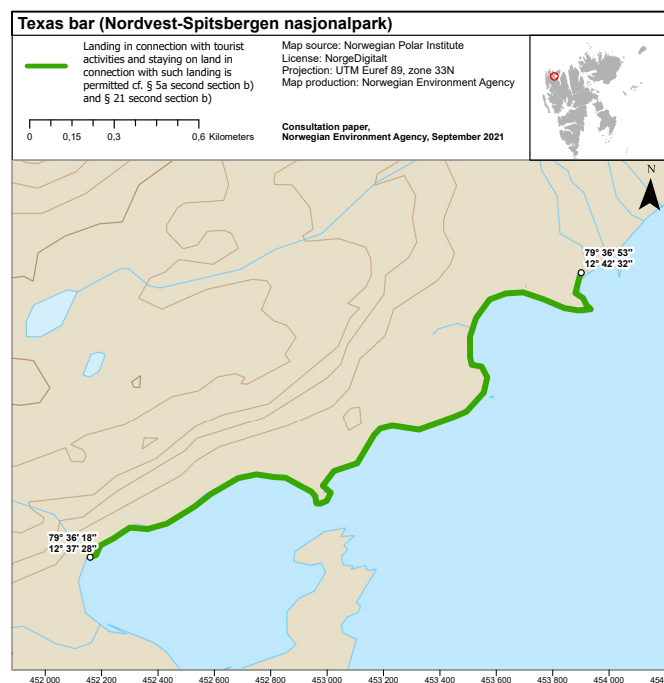 Texas bar (Nordvest-Spitsbergen nasjonalpark)
Landing in connection with tourist
activities and staying on land in
connection with such landing is
permitted cf. § 5a second section b)
and § 21 second section b)
0 0,15 0,3 0,6 Kilometers
Map source: Norwegian Polar Institute
License: NorgeDigitalt
Projection: UTM Euref 89, zone 33N
Map production: Norwegian Environment Agency
Consultation paper,
Norwegian Environment Agency, September 2021
N
79° 36' 53"
12° 42' 32"
79° 36' 18"
12° 37' 28"
452 000 452 200 452 400 452 600 452 800 453 000 453 200 453 400 453 600 453 800 454 000 454